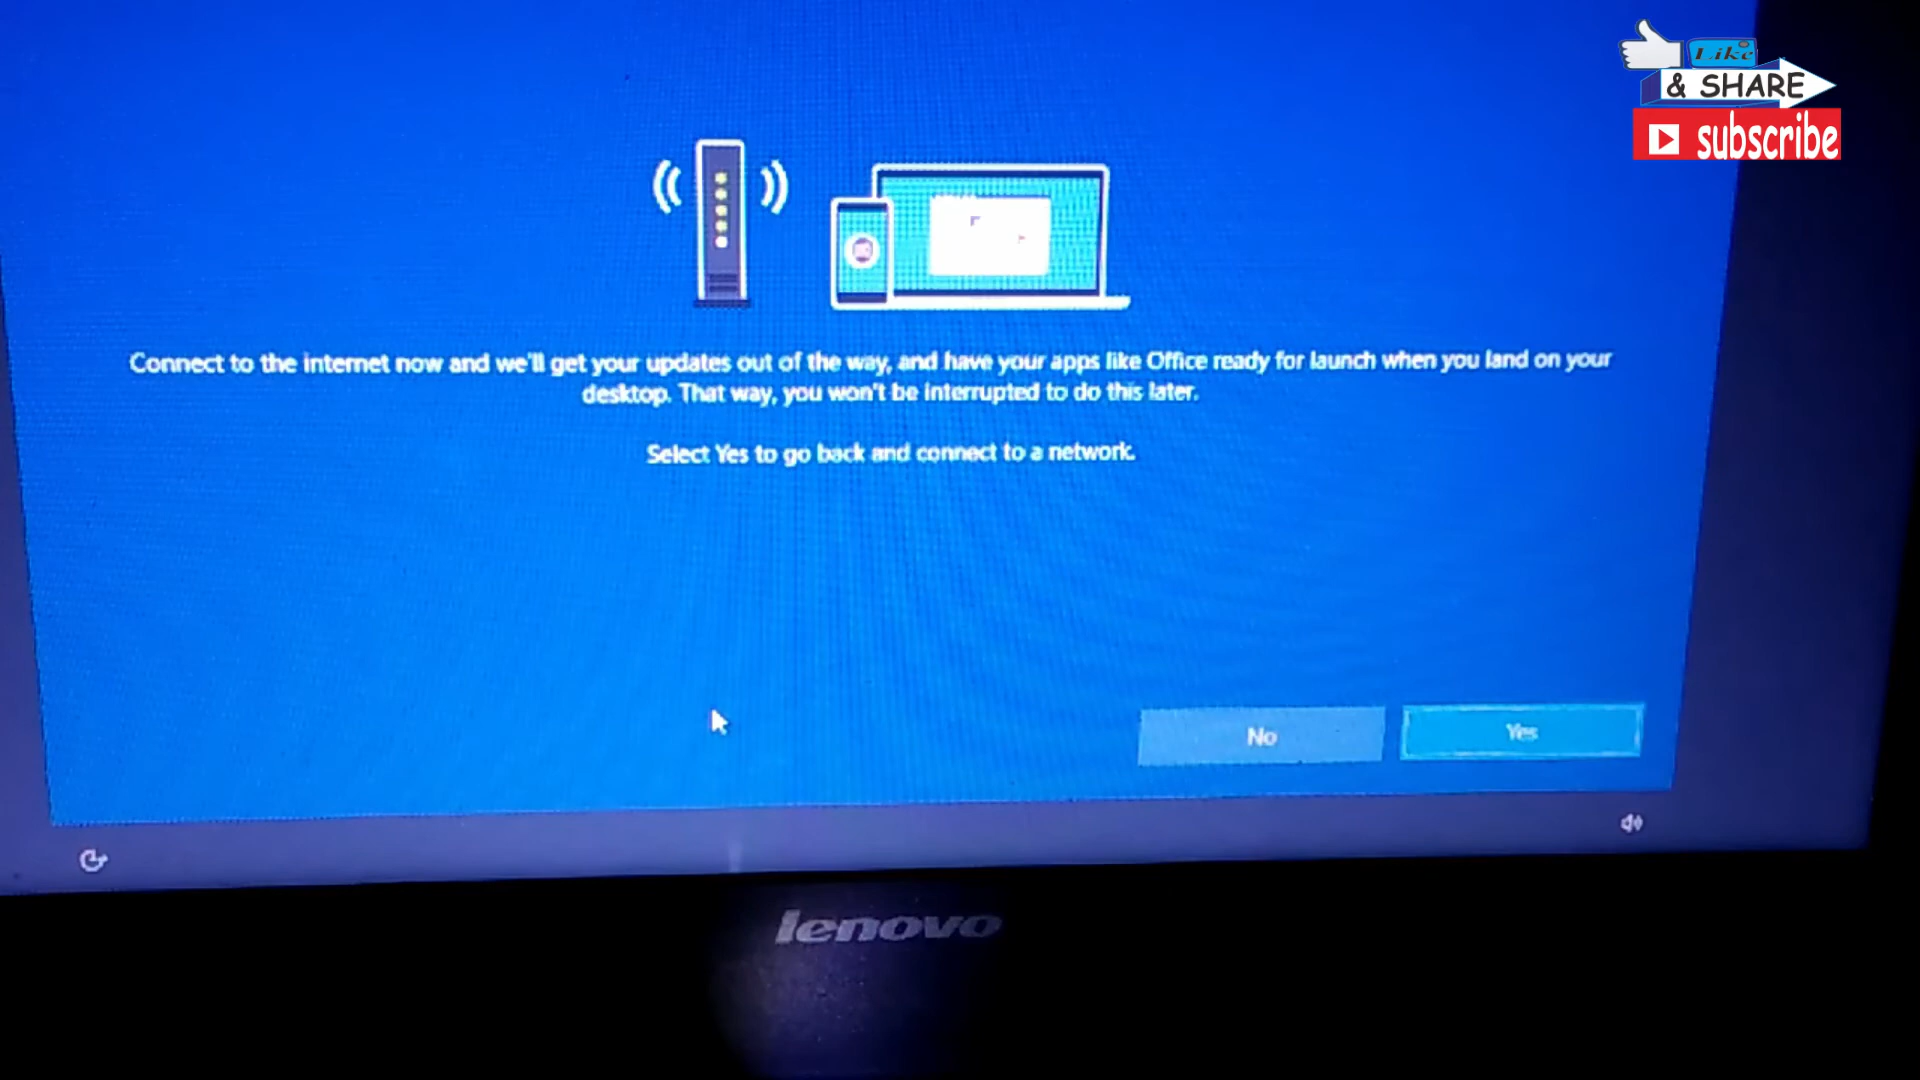 Like
& SHARE
subscribe
Connect to the internet now and we'll get your updates out of the way, and have your apps like Office ready for launch when you land on your
desktop. That way, you won't be interrupted to do this later.
Select Yes to go back and connect to a network.
No
Yes
lenovo